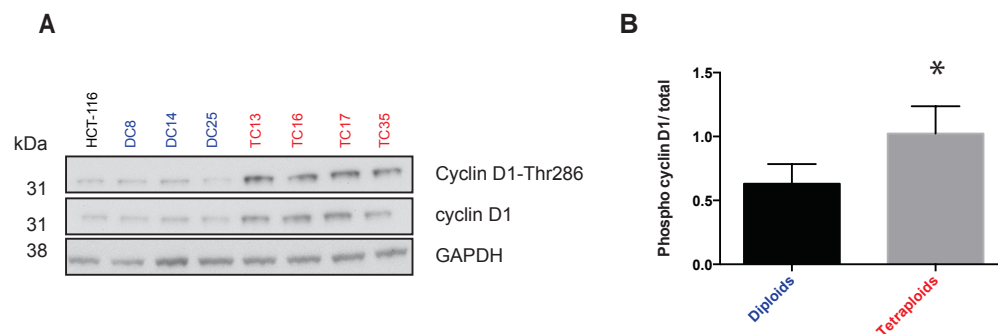 A
HCT-116
DC8
DC14
DC25
TC13
TC16
TC17
TC35
kDa
31
Cyclin D1-Thr286
31
cyclin D1
38
GAPDH
B
Phospho cyclin D1/ total
1.5
1.0
0.5
0.0
*
Diploids
Tetraploids